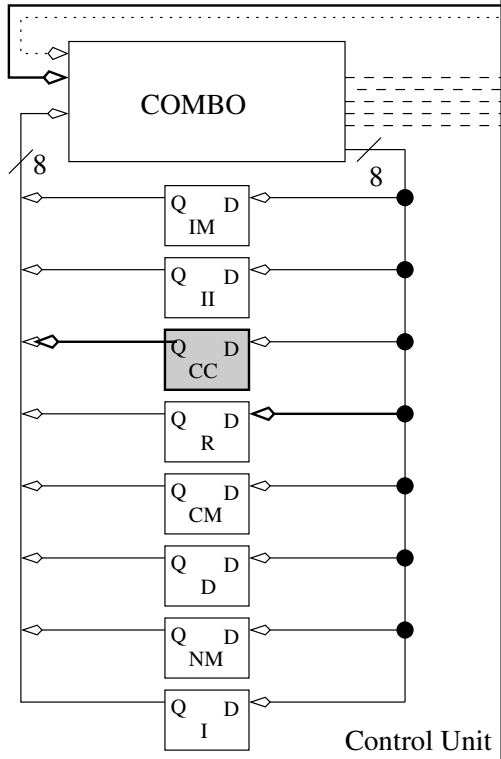 COMBO
8
8
Q D
IM
Q D
II
Q D
CC
Q D
R
Q D
CM
Q D
D
Q D
NM
Q D
I
Control Unit